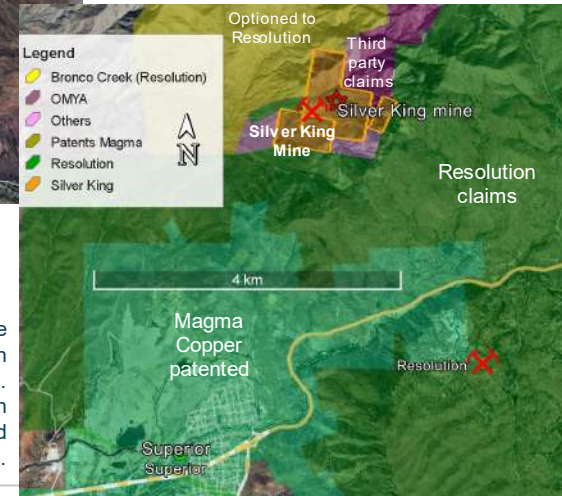 Optioned to
Resolution
Legend
Bronco Creek (Resolution)
OMYA
Others
Patents Magma
Resolution
Silver King
N
Third
party
claims
Silver King mine
Silver King
Mine
Resolution
claims
4 km
Magma
Copper
patented
Resolution
Superior
Superior
e
n
.
n
d
.